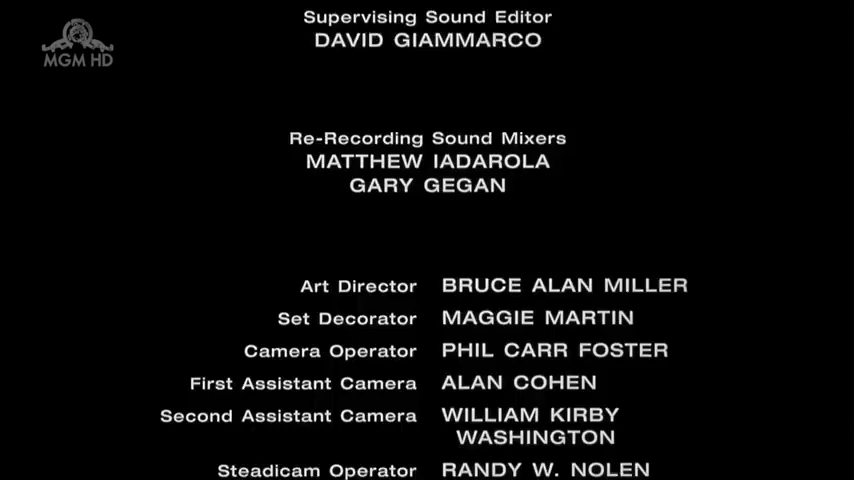 Supervising Sound Editor
DAVID GIAMMARCO
MGM HD
Re-Recording Sound Mixers
MATTHEW IADAROLA
GARY GEGAN
Art Director BRUCE ALAN MILLER
Set Decorator MAGGIE MARTIN
Camera Operator PHIL CARR FOSTER
First Assistant Camera ALAN COHEN
Second Assistant Camera WILLIAM KIRBY
WASHINGTON
Steadicam Operator RANDY W. NOLEN